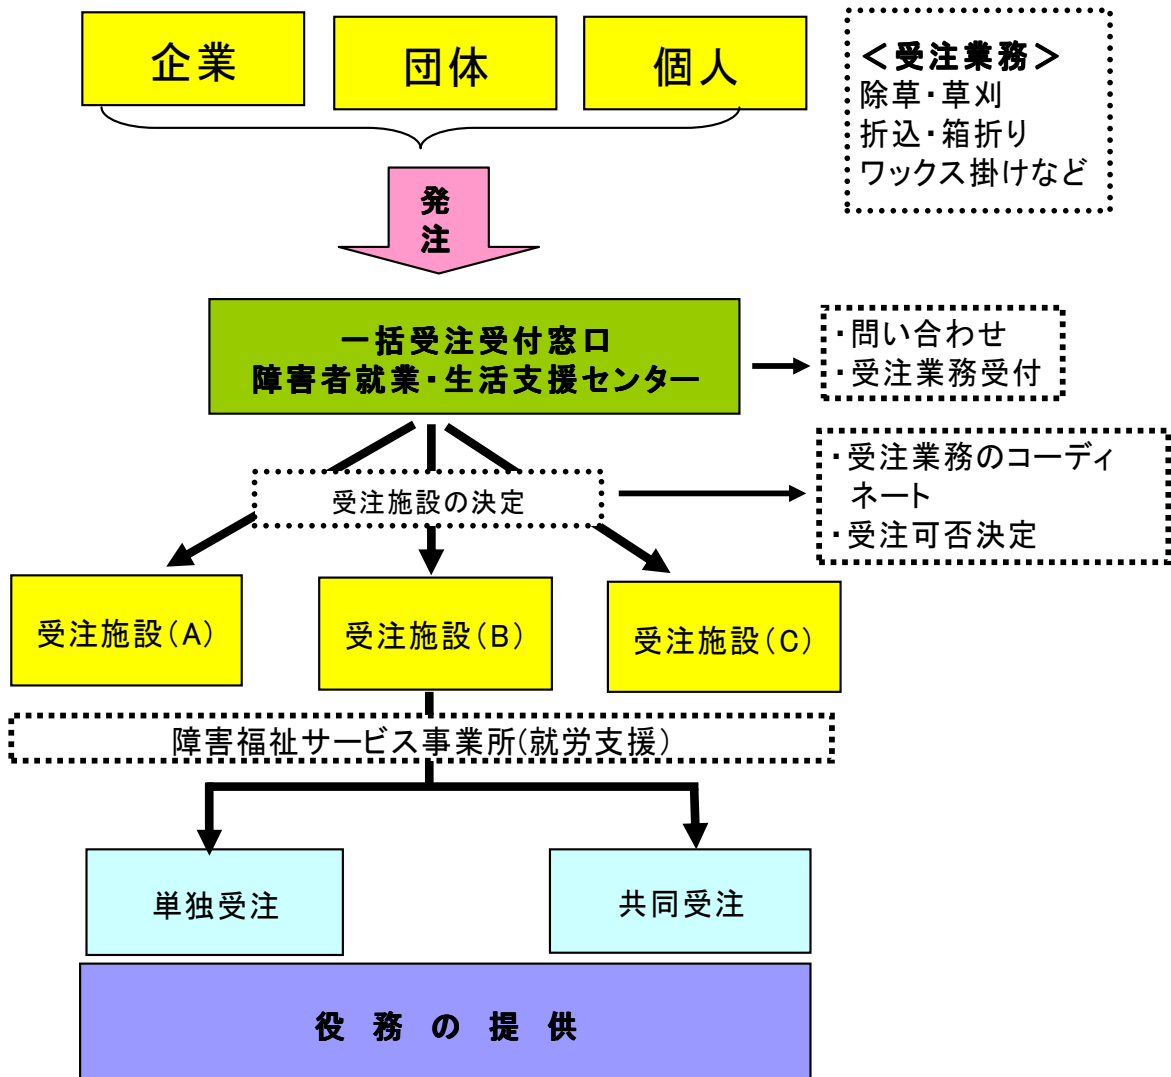 企業
団体
個人
＜受注業務＞
除草・草刈
折込・箱折り
ワックス掛けなど
発
注
一括受注受付窓口
障害者就業・生活支援センター
・問い合わせ
・受注業務受付
受注施設の決定
・受注業務のコーディ
ネート
・受注可否決定
受注施設（A）
受注施設（B）
受注施設（C）
障害福祉サービス事業所(就労支援）
単独受注
共同受注
役務の提供